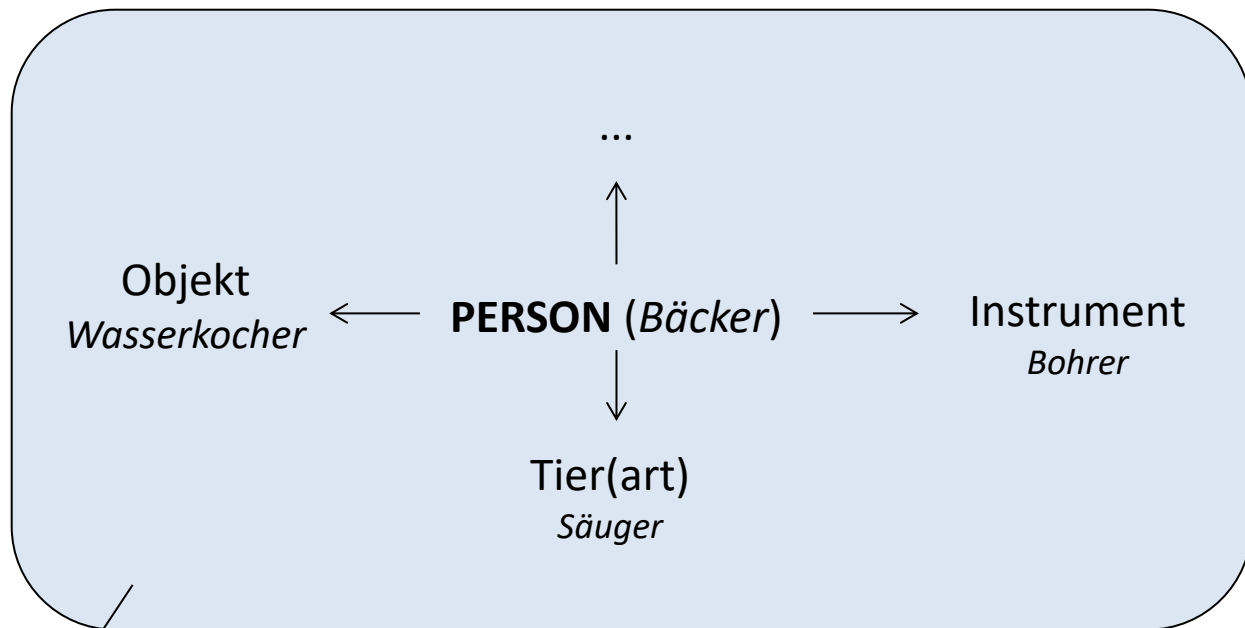 ...
Objekt
Wasserkocher
PERSON (Bäcker)
Instrument
Bohrer
Tier(art)
Säuger